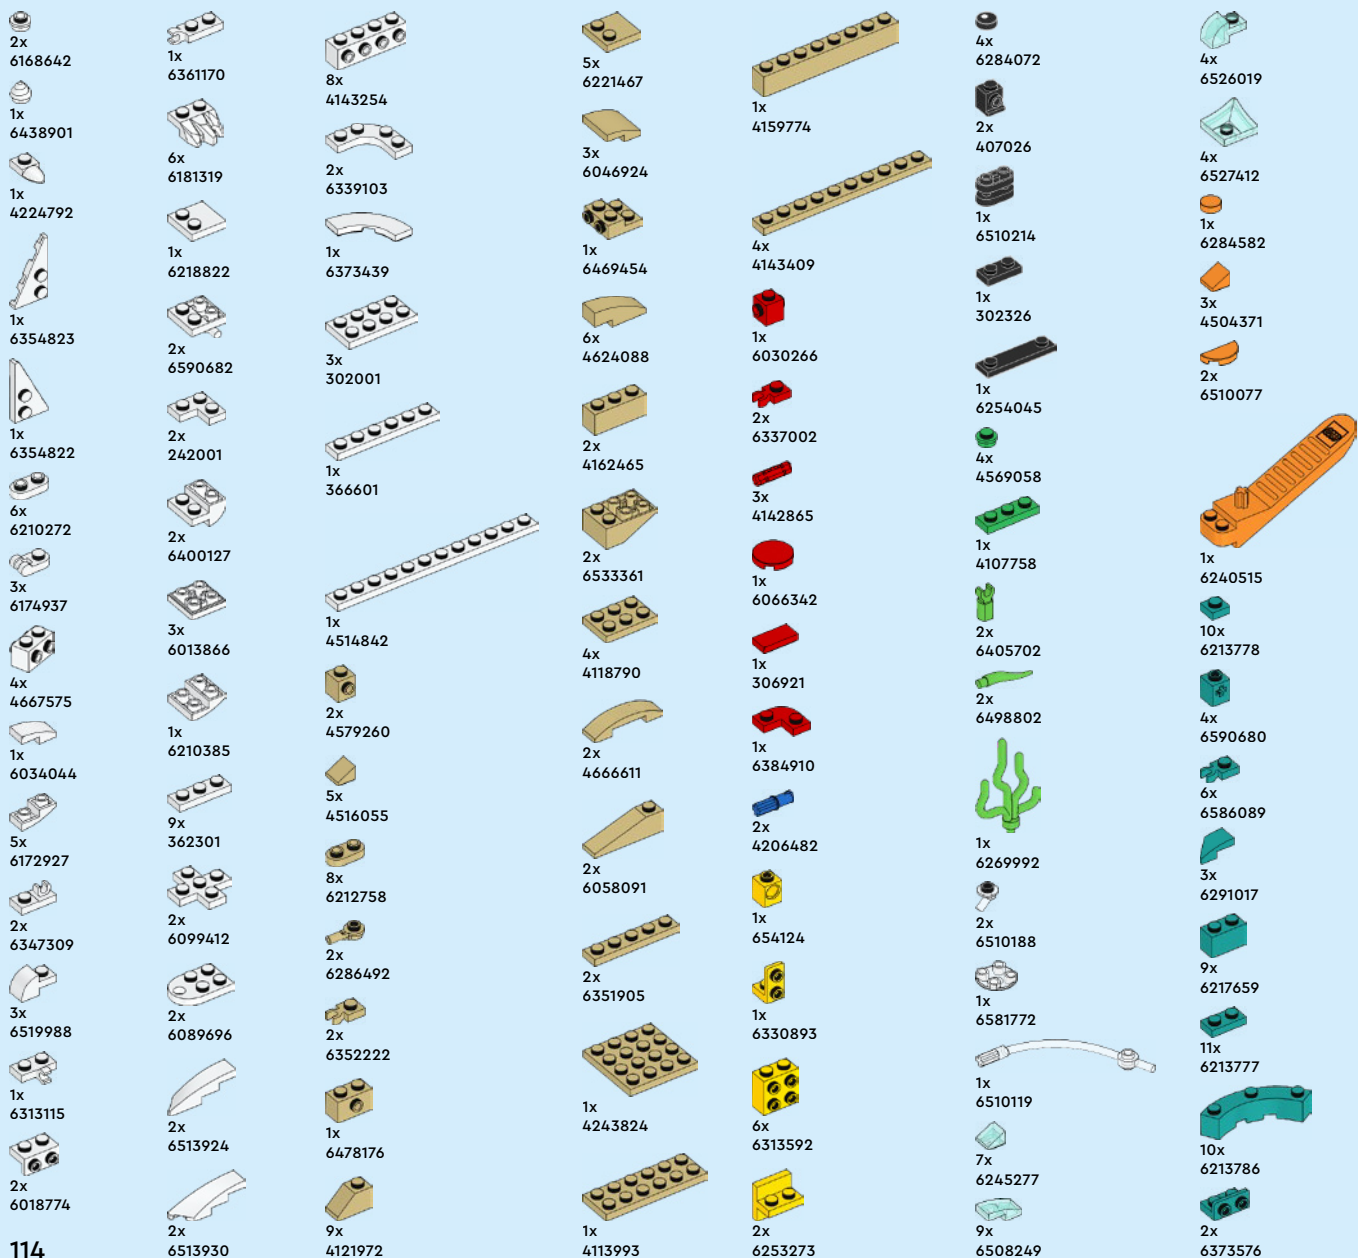 2x
6168642
1x
6438901
1x
4224792
1x
6354823
1x
6354822
6x
6210272
3x
6174937
4x
4667575
1x
6034044
5x
6172927
2x
6347309
3x
6519988
1x
6313115
2x
6018774
114
1x
6361170
6x
6181319
1x
6218822
2x
6590682
2x
242001
2x
6400127
3x
6013866
1x
6210385
9x
362301
2x
6099412
2x
6089696
2x
6513924
2x
6513930
8x
4143254
2x
6339103
1x
6373439
3x
302001
1x
366601
1x
4514842
2x
4579260
5x
4516055
8x
6212758
2x
6286492
2x
6352222
1x
6478176
9x
4121972
5x
6221467
3x
6046924
1x
6469454
6x
4624088
2x
4162465
2x
6533361
4x
4118790
2x
4666611
2x
6058091
2x
6351905
1x
4243824
1x
4113993
1x
4159774
4x
4143409
1x
6030266
2x
6337002
3x
4142865
1x
6066342
1x
306921
1x
6384910
2x
4206482
1x
654124
1x
6330893
6x
6313592
2x
6253273
4x
6284072
2x
407026
1x
6510214
1x
302326
1x
6254045
4x
4569058
1x
4107758
2x
6405702
2x
6498802
1x
6269992
2x
6510188
1x
6581772
1x
6510119
7x
6245277
9x
6508249
4x
6526019
4x
6527412
1x
6284582
3x
4504371
2x
6510077
1x
6240515
10x
6213778
4x
6590680
6x
6586089
3x
6291017
9x
6217659
11x
6213777
10x
6213786
2x
6373576